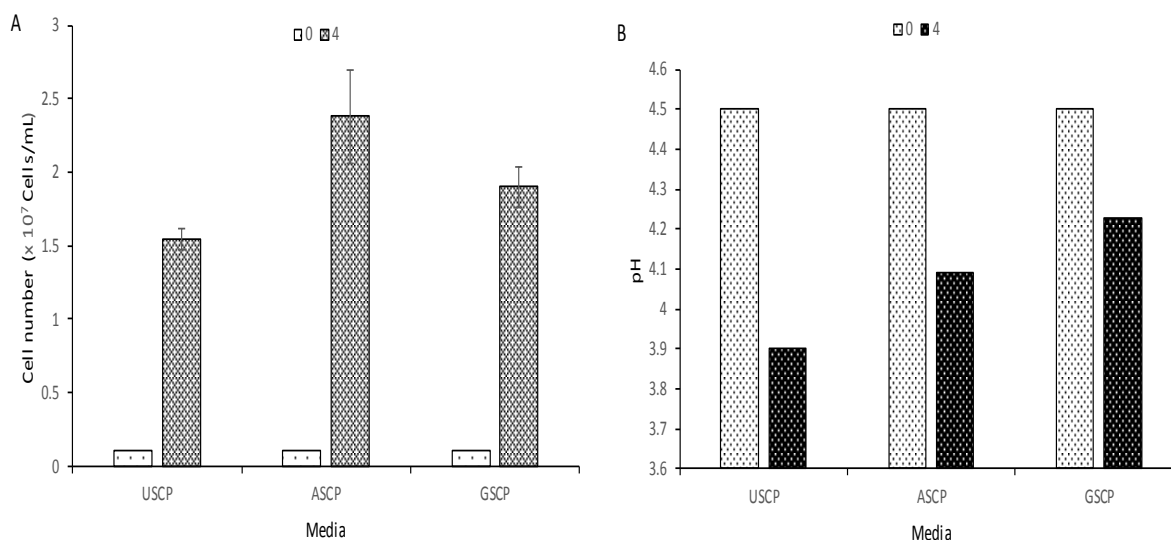 A
0 4
3
2.5
2
1.5
1
0.5
0
Cell number (x 10⁷ Cells/mL)
USCP ASCP GSCP
Media
B
0 4
4.6
4.5
4.4
4.3
4.2
4.1
4
3.9
3.8
3.7
3.6
pH
USCP ASCP GSCP
Media